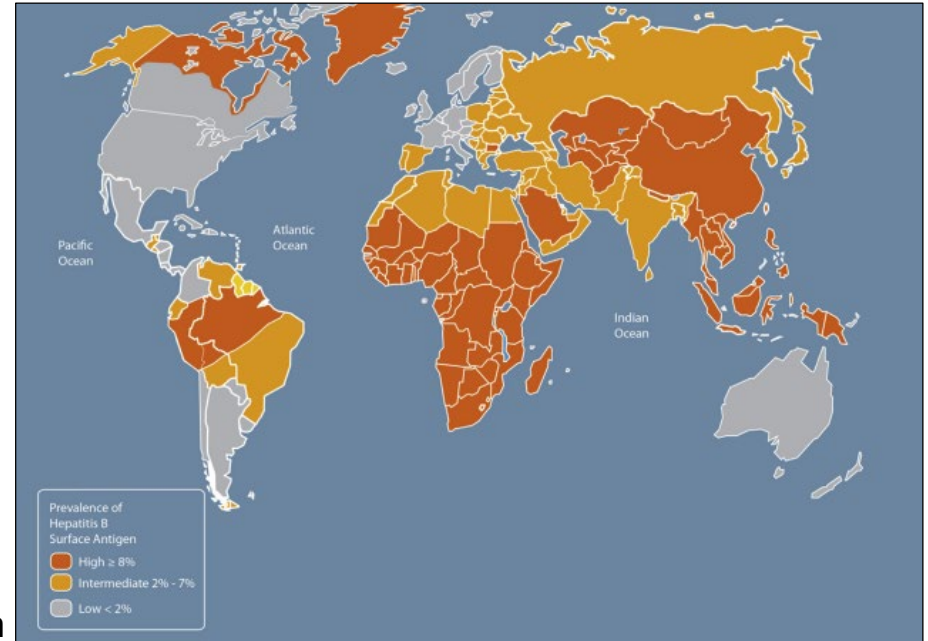 Pacific
Ocean
Atlantic
Ocean
Indian
Ocean
Prevalence of
Hepatitis B
Surface Antigen
High ≥ 8%
Intermediate 2% - 7%
Low < 2%